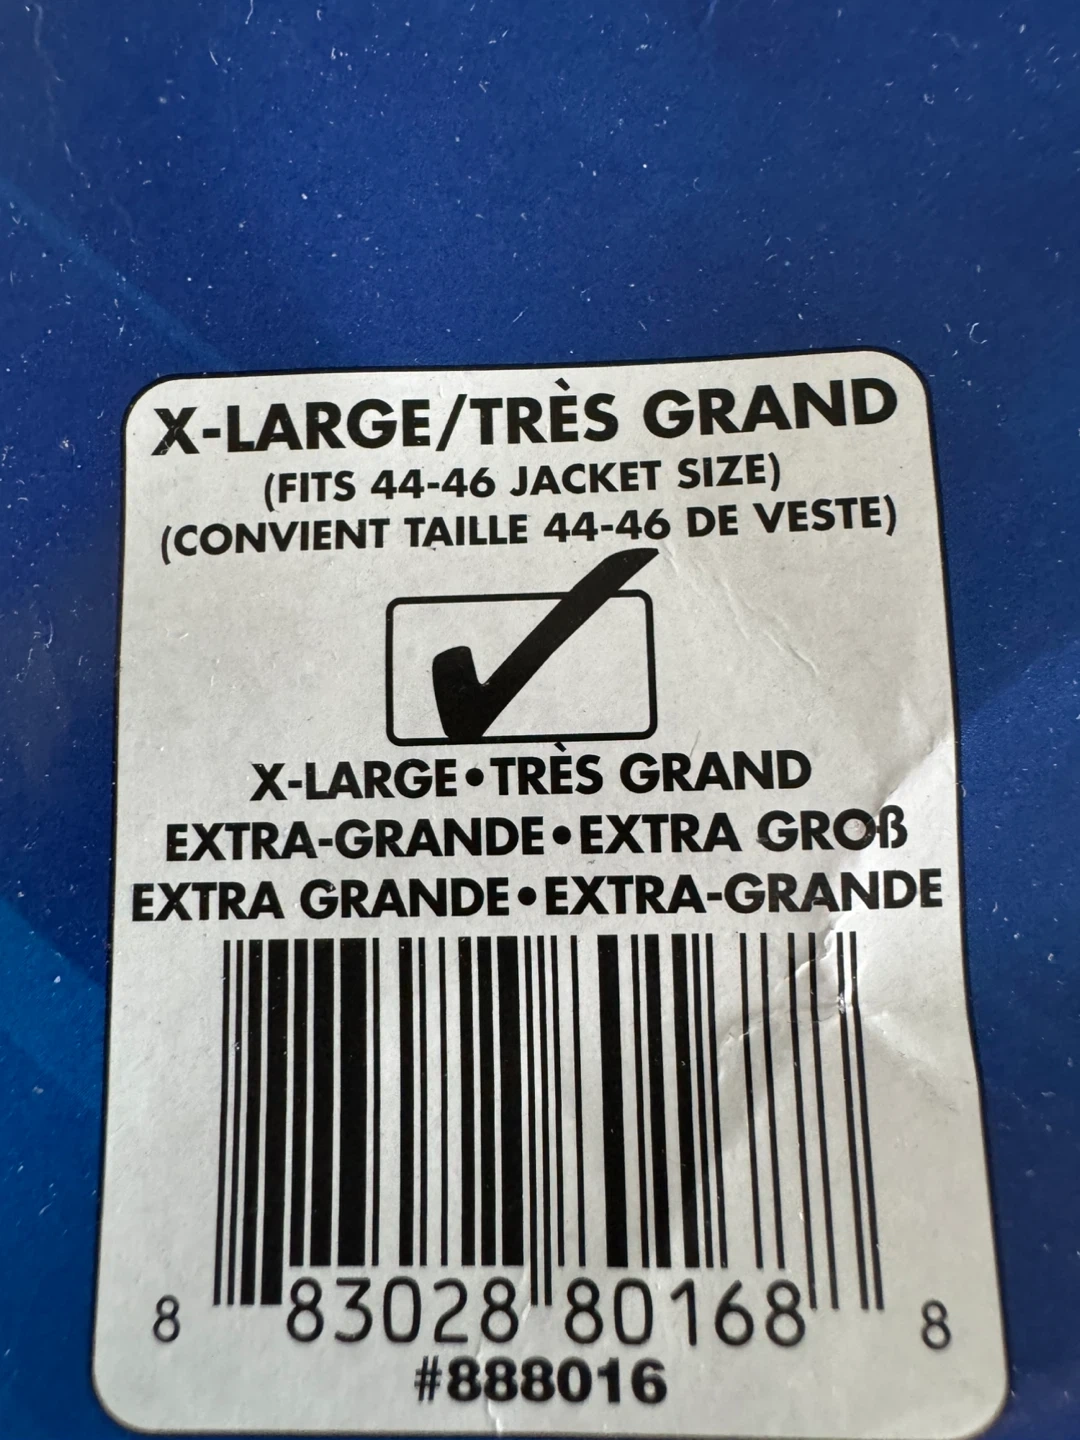 X-LARGE/TRÈS GRAND
(FITS 44-46 JACKET SIZE)
(CONVIENT TAILLE 44-46 DE VESTE)
X-LARGE•TRÈS GRAND
EXTRA-GRANDE•EXTRA GROß
EXTRA GRANDE•EXTRA-GRANDE
8 83028 80168 8
#888016